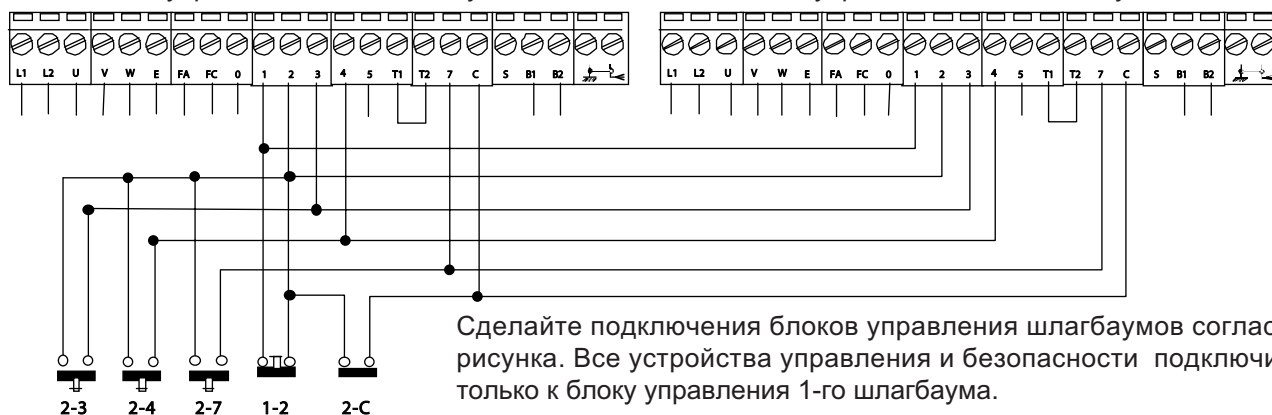 L1 L2 U V W E FA FC 0 1 2 3 4 5 T1 T2 7 C S B1 B2
L1 L2 U V W E FA FC 0 1 2 3 4 5 T1 T2 7 C S B1 B2
Сделайте подключения блоков управления шлагбаумов соглас
рисунка. Все устройства управления и безопасности подключи
только к блоку управления 1-го шлагбаума.
2-3 2-4 2-7 1-2 2-C